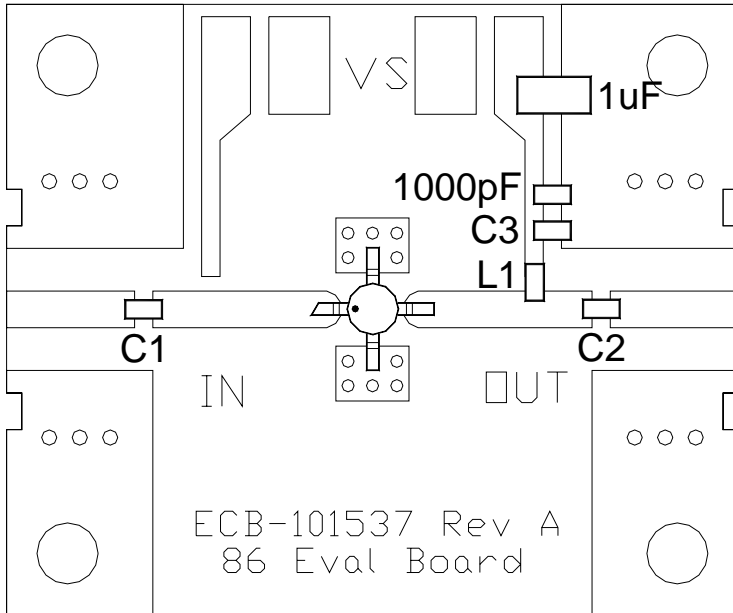 VS
1uF
1000pF
C3
L1
C1
C2
IN
OUT
ECB-101537 Rev A
86 Eval Board